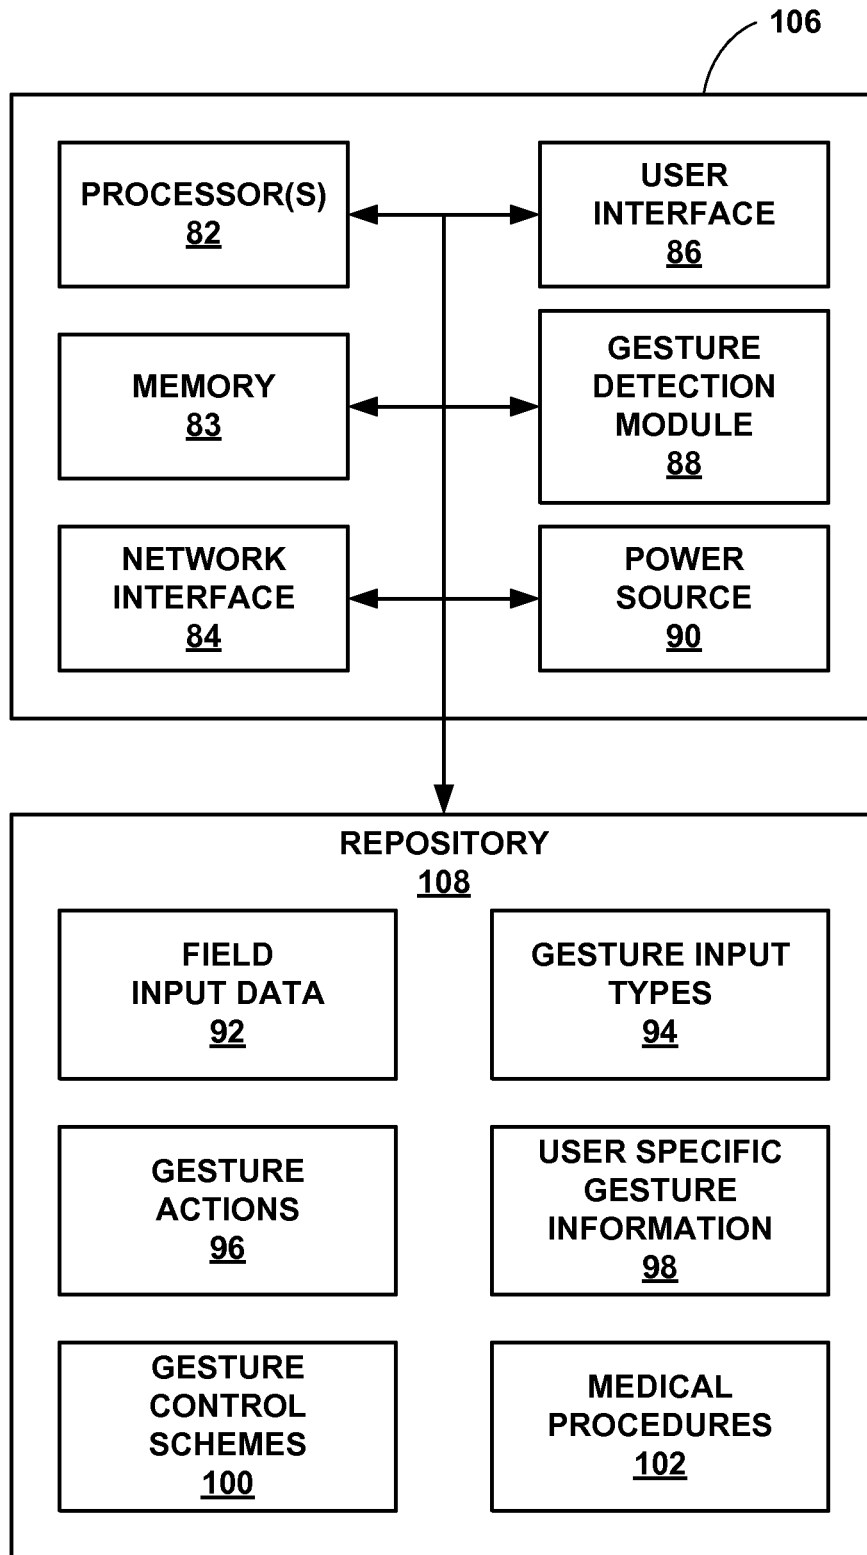 106
PROCESSOR(S)
82
USER
INTERFACE
86
MEMORY
83
GESTURE
DETECTION
MODULE
88
NETWORK
INTERFACE
84
POWER
SOURCE
90
REPOSITORY
108
FIELD
INPUT DATA
92
GESTURE INPUT
TYPES
94
GESTURE
ACTIONS
96
USER SPECIFIC
GESTURE
INFORMATION
98
GESTURE
CONTROL
SCHEMES
100
MEDICAL
PROCEDURES
102